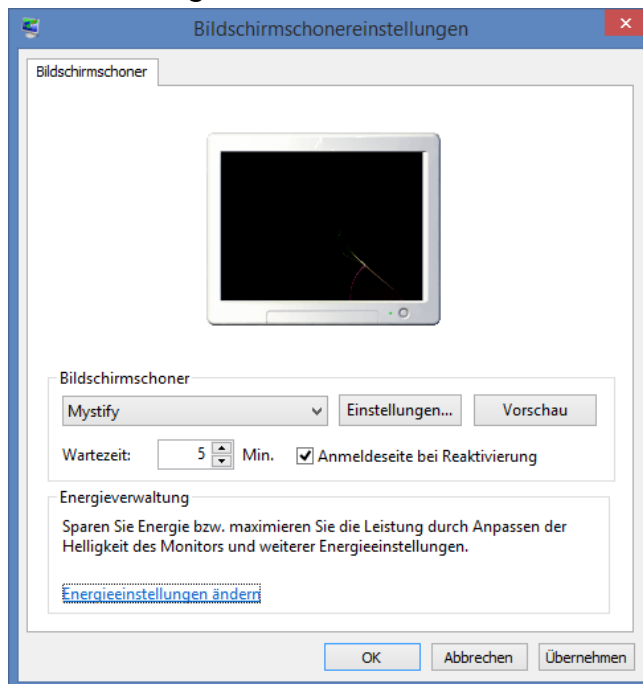 Bildschirmschonereinstellungen
Bildschirmschoner
Bildschirmschoner
Mystify
Einstellungen...
Vorschau
Wartezeit:
5
Min.
Anmeldeseite bei Reaktivierung
Energieverwaltung
Sparen Sie Energie bzw. maximieren Sie die Leistung durch Anpassen der
Helligkeit des Monitors und weiterer Energieeinstellungen.
Energieeinstellungen ändern
OK
Abbrechen
Übernehmen